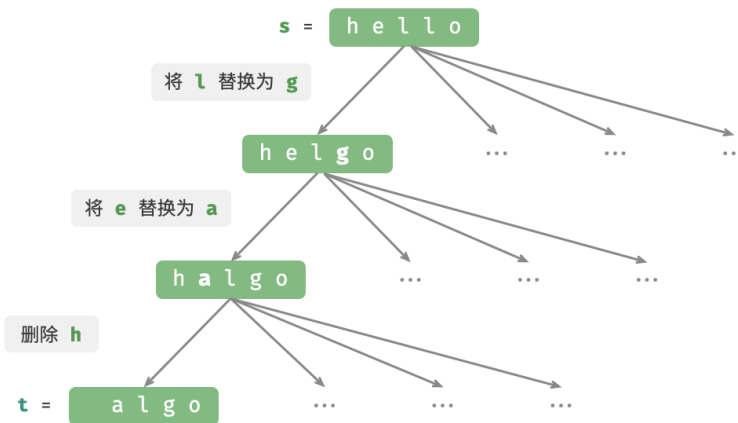 s = h e l l o
将 l 替换为 g
h e l g o
... ... ..
将 e 替换为 a
h a l g o
... ... ...
删除 h
t = a l g o
... ... ...